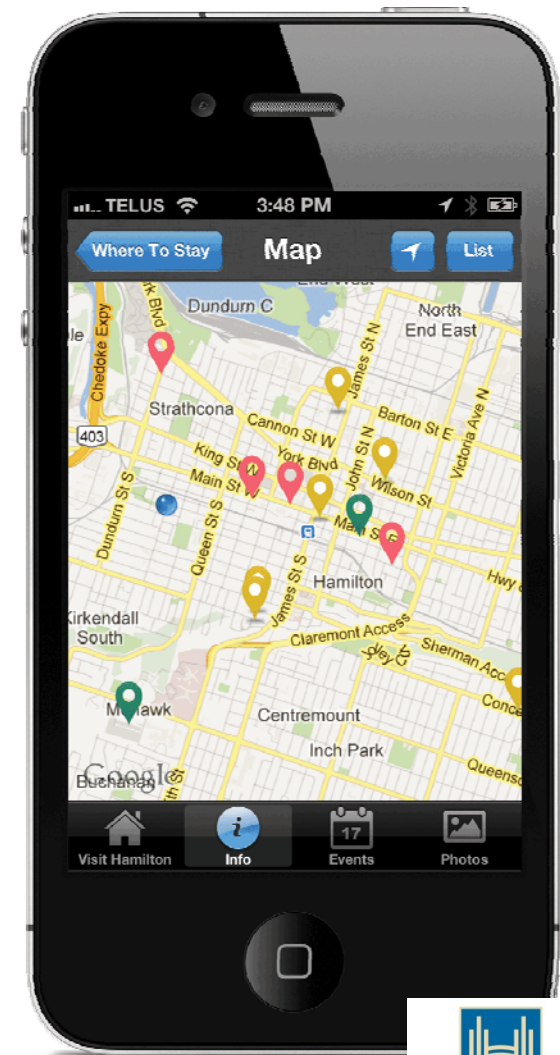 TELUS 3:48 PM
Where To Stay Map List
Dundurn C
North
End East
York Blvd
Chedoke Expy
James St N
Strathcona
Barton St E
Victoria Ave N
Cannon St W
403
John St N
King St W
York Blvd
Main St W
Wilson St
Dundurn St S
Queen St S
Main St E
Hamilton
James St S
Kirkendall
South
Claremont Access
Sherman Acc
Hwy
Conce
Centremount
Inch Park
Queens
Buchanan
Google
17
Visit Hamilton Info Events Photos